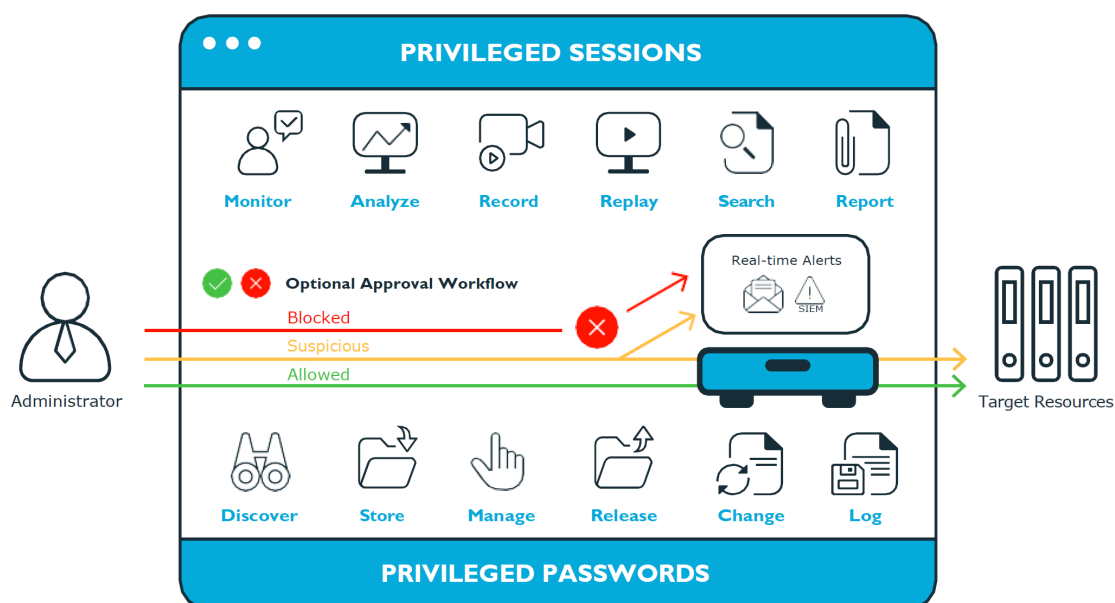 PRIVILEGED SESSIONS
Monitor
Analyze
Record
Replay
Search
Report
Real-time Alerts
SIEM
Optional Approval Workflow
Blocked
Suspicious
Allowed
Administrator
Target Resources
Discover
Store
Manage
Release
Change
Log
PRIVILEGED PASSWORDS